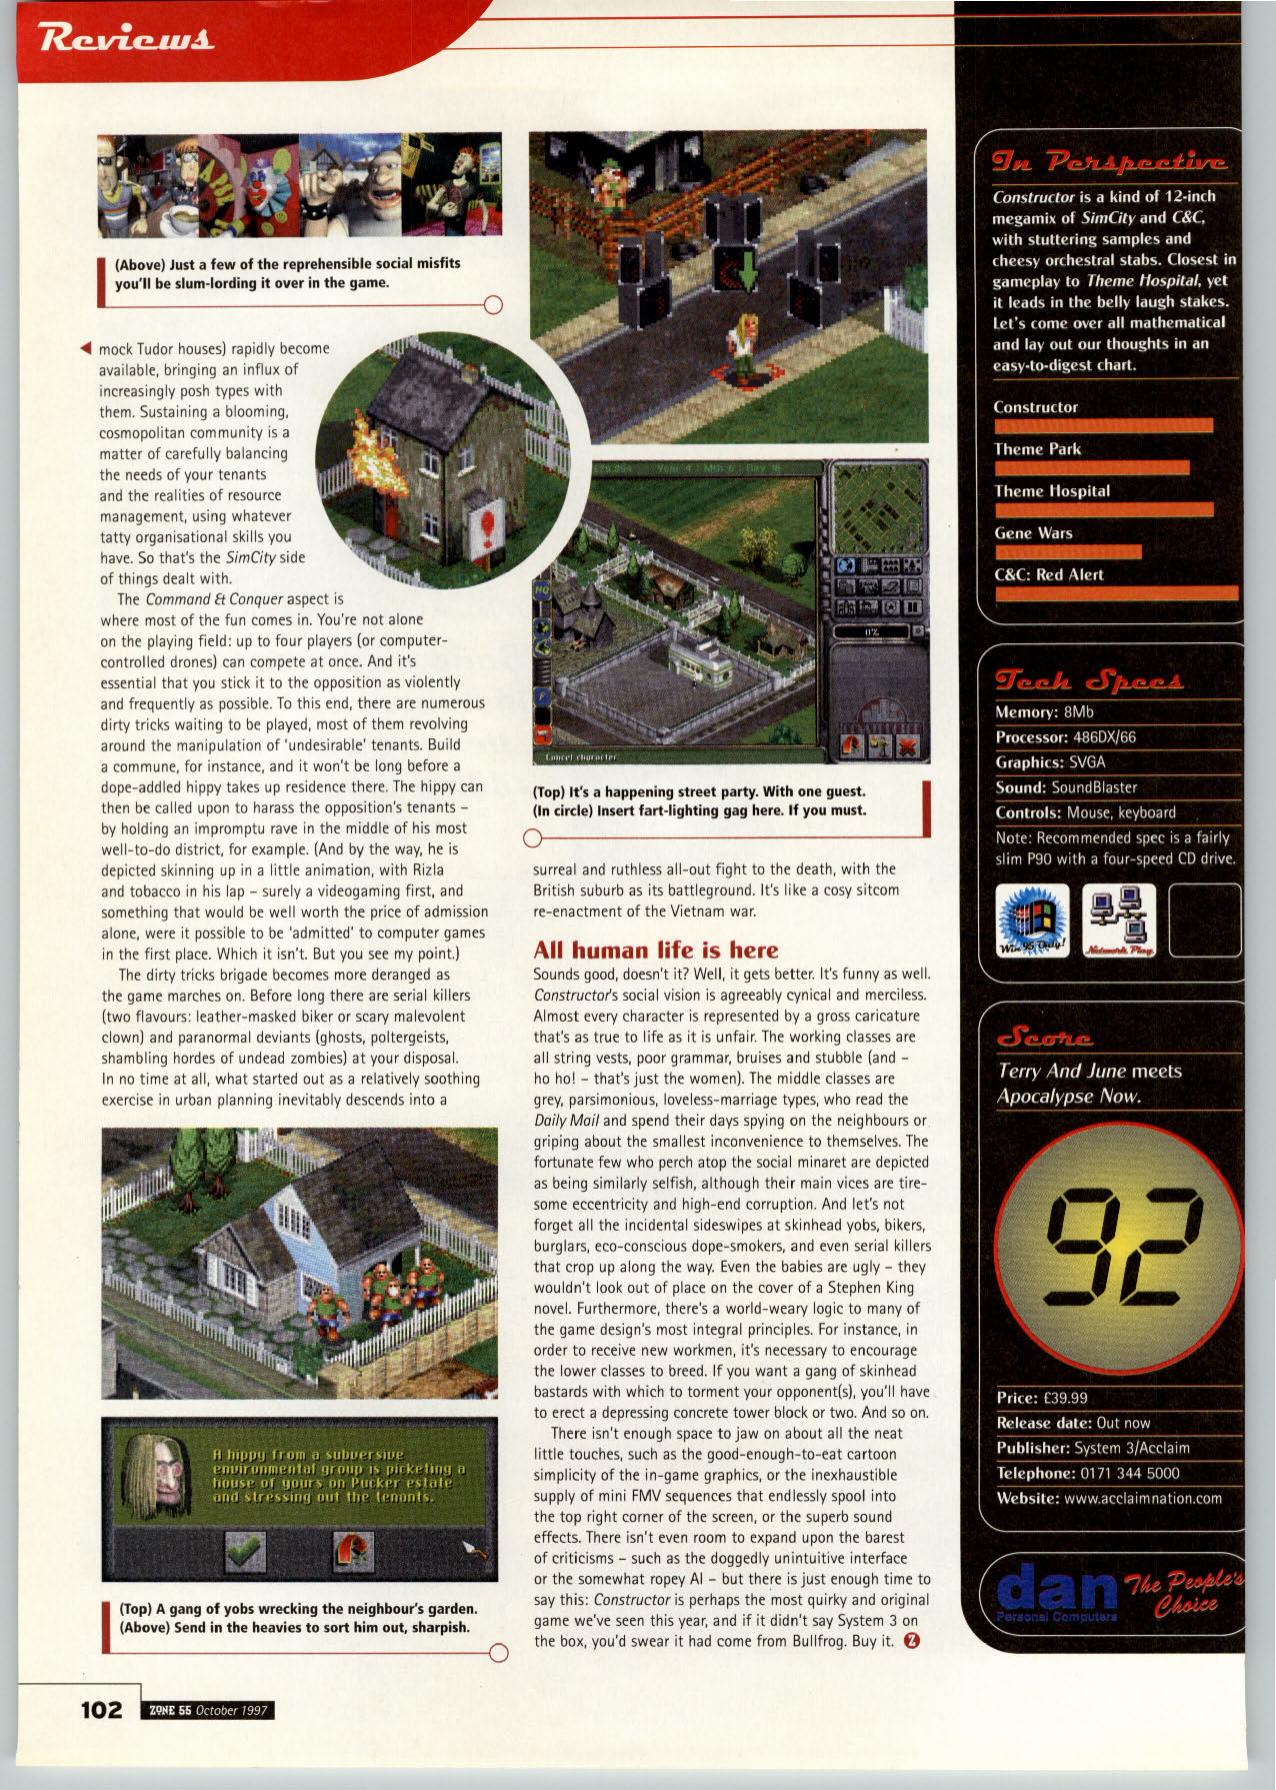 Reviews
(Above) Just a few of the reprehensible social misfits
you'll be slum-lording it over in the game.
mock Tudor houses) rapidly become
available, bringing an influx of
increasingly posh types with
them. Sustaining a blooming,
cosmopolitan community is a
matter of carefully balancing
the needs of your tenants
and the realities of resource
management, using whatever
tatty organisational skills you
have. So that's the SimCity side
of things dealt with.
The Command & Conquer aspect is
where most of the fun comes in. You're not alone
on the playing field: up to four players (or computer-
controlled drones) can compete at once. And it's
essential that you stick it to the opposition as violently
and frequently as possible. To this end, there are numerous
dirty tricks waiting to be played, most of them revolving
around the manipulation of 'undesirable' tenants. Build
a commune, for instance, and it won't be long before a
dope-addled hippy takes up residence there. The hippy can
then be called upon to harass the opposition's tenants –
by holding an impromptu rave in the middle of his most
well-to-do district, for example. (And by the way, he is
depicted skinning up in a little animation, with Rizla
and tobacco in his lap – surely a videogaming first, and
something that would be well worth the price of admission
alone, were it possible to be 'admitted' to computer games
in the first place. Which it isn't. But you see my point.)
The dirty tricks brigade becomes more deranged as
the game marches on. Before long there are serial killers
(two flavours: leather-masked biker or scary malevolent
clown) and paranormal deviants (ghosts, poltergeists,
shambling hordes of undead zombies) at your disposal.
In no time at all, what started out as a relatively soothing
exercise in urban planning inevitably descends into a
A hippy from a subversive
environmental group is picketing a
house of yours on Pucker estate
and stressing out the tenants.
(Top) A gang of yobs wrecking the neighbour's garden.
(Above) Send in the heavies to sort him out, sharpish.
Year 4 Mth 6 Day 16
HQ
0%
Cancel character
(Top) It's a happening street party. With one guest.
(In circle) Insert fart-lighting gag here. If you must.
surreal and ruthless all-out fight to the death, with the
British suburb as its battleground. It's like a cosy sitcom
re-enactment of the Vietnam war.
All human life is here
Sounds good, doesn't it? Well, it gets better. It's funny as well.
Constructor's social vision is agreeably cynical and merciless.
Almost every character is represented by a gross caricature
that's as true to life as it is unfair. The working classes are
all string vests, poor grammar, bruises and stubble (and –
ho ho! – that's just the women). The middle classes are
grey, parsimonious, loveless-marriage types, who read the
Daily Mail and spend their days spying on the neighbours or
griping about the smallest inconvenience to themselves. The
fortunate few who perch atop the social minaret are depicted
as being similarly selfish, although their main vices are tire-
some eccentricity and high-end corruption. And let's not
forget all the incidental sideswipes at skinhead yobs, bikers,
burglars, eco-conscious dope-smokers, and even serial killers
that crop up along the way. Even the babies are ugly – they
wouldn't look out of place on the cover of a Stephen King
novel. Furthermore, there's a world-weary logic to many of
the game design's most integral principles. For instance, in
order to receive new workmen, it's necessary to encourage
the lower classes to breed. If you want a gang of skinhead
bastards with which to torment your opponent(s), you'll have
to erect a depressing concrete tower block or two. And so on.
There isn't enough space to jaw on about all the neat
little touches, such as the good-enough-to-eat cartoon
simplicity of the in-game graphics, or the inexhaustible
supply of mini FMV sequences that endlessly spool into
the top right corner of the screen, or the superb sound
effects. There isn't even room to expand upon the barest
of criticisms – such as the doggedly unintuitive interface
or the somewhat ropey AI – but there is just enough time to
say this: Constructor is perhaps the most quirky and original
game we've seen this year, and if it didn't say System 3 on
the box, you'd swear it had come from Bullfrog. Buy it. Z
In Perspective
Constructor is a kind of 12-inch
megamix of SimCity and C&C,
with stuttering samples and
cheesy orchestral stabs. Closest in
gameplay to Theme Hospital, yet
it leads in the belly laugh stakes.
Let's come over all mathematical
and lay out our thoughts in an
easy-to-digest chart.
Constructor
Theme Park
Theme Hospital
Gene Wars
C&C: Red Alert
Tech Specs
Memory: 8Mb
Processor: 486DX/66
Graphics: SVGA
Sound: SoundBlaster
Controls: Mouse, keyboard
Note: Recommended spec is a fairly
slim P90 with a four-speed CD drive.
Win 95 Only!
Network Play
Score
Terry And June meets
Apocalypse Now.
92
Price: £39.99
Release date: Out now
Publisher: System 3/Acclaim
Telephone: 0171 344 5000
Website: www.acclaimnation.com
dan
Personal Computers
The People's
Choice
102
ZONE 55 October 1997